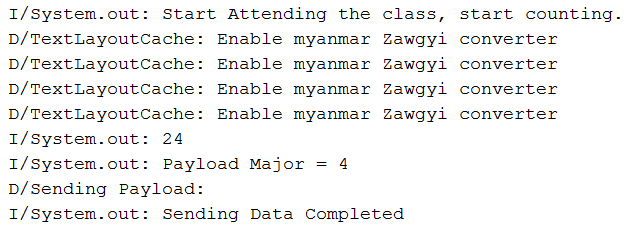 I/System.out: Start Attending the class, start counting.
D/TextLayoutCache: Enable myanmar Zawgyi converter
D/TextLayoutCache: Enable myanmar Zawgyi converter
D/TextLayoutCache: Enable myanmar Zawgyi converter
D/TextLayoutCache: Enable myanmar Zawgyi converter
I/System.out: 24
I/System.out: Payload Major = 4
D/Sending Payload:
I/System.out: Sending Data Completed